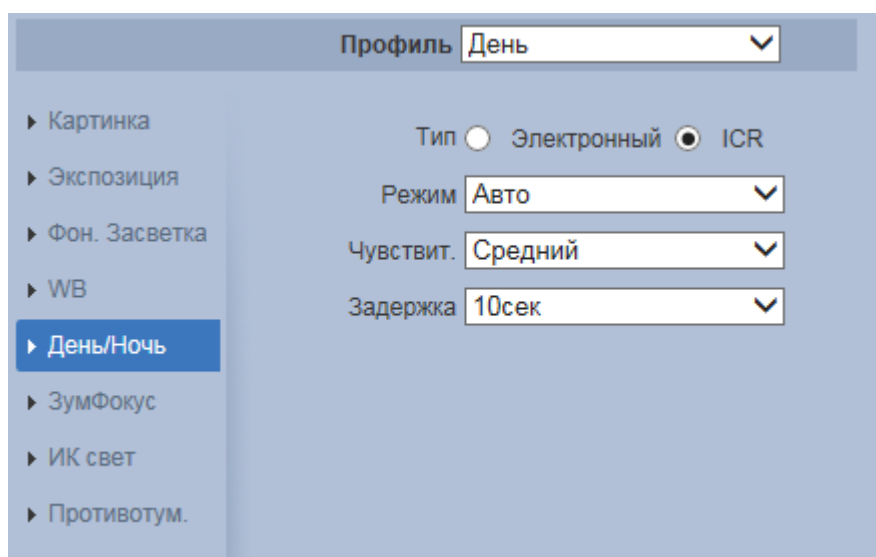 Профиль День
Картинка
Тип Электронный ICR
Экспозиция
Режим Авто
Фон. Засветка
Чувствит. Средний
WB
Задержка 10сек
День/Ночь
ЗумФокус
ИК свет
Противотум.